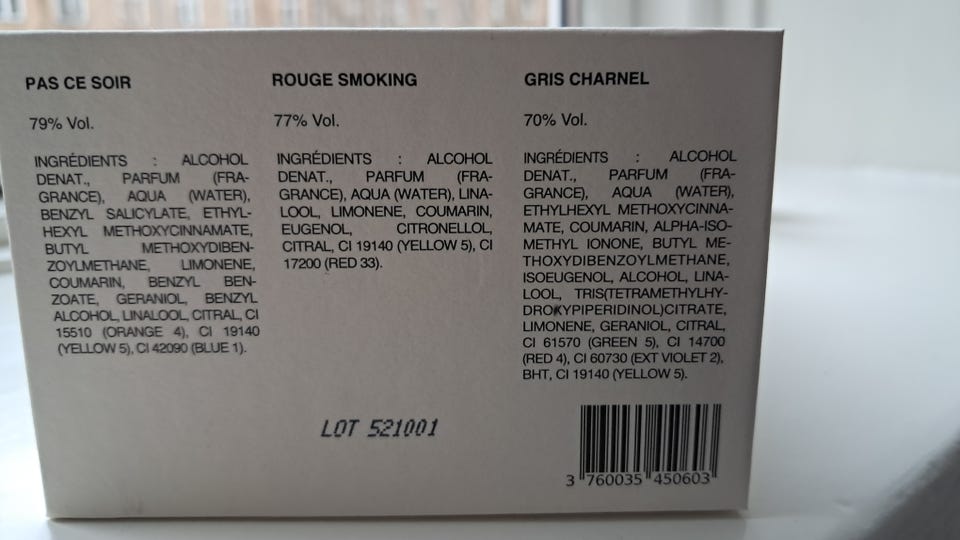 PAS CE SOIR
79% Vol.
INGRÉDIENTS : ALCOHOL
DENAT., PARFUM (FRA-
GRANCE), AQUA (WATER),
BENZYL SALICYLATE, ETHYL-
HEXYL METHOXYCINNAMATE,
BUTYL METHOXYDIBEN-
ZOYLMETHANE, LIMONENE,
COUMARIN, BENZYL BEN-
ZOATE, GERANIOL, BENZYL
ALCOHOL, LINALOOL, CITRAL, CI
15510 (ORANGE 4), CI 19140
(YELLOW 5), CI 42090 (BLUE 1).
ROUGE SMOKING
77% Vol.
INGRÉDIENTS : ALCOHOL
DENAT., PARFUM (FRA-
GRANCE), AQUA (WATER), LINA-
LOOL, LIMONENE, COUMARIN,
EUGENOL, CITRONELLOL,
CITRAL, CI 19140 (YELLOW 5), CI
17200 (RED 33).
GRIS CHARNEL
70% Vol.
INGRÉDIENTS : ALCOHOL
DENAT., PARFUM (FRA-
GRANCE), AQUA (WATER),
ETHYLHEXYL METHOXYCINNA-
MATE, COUMARIN, ALPHA-ISO-
METHYL IONONE, BUTYL ME-
THOXYDIBENZOYLMETHANE,
ISOEUGENOL, ALCOHOL, LINA-
LOOL, TRIS(TETRAMETHYLHY-
DROXYPIPERIDINOL)CITRATE,
LIMONENE, GERANIOL, CITRAL,
CI 61570 (GREEN 5), CI 14700
(RED 4), CI 60730 (EXT VIOLET 2),
BHT, CI 19140 (YELLOW 5).
LOT 521001
3 760035 450603